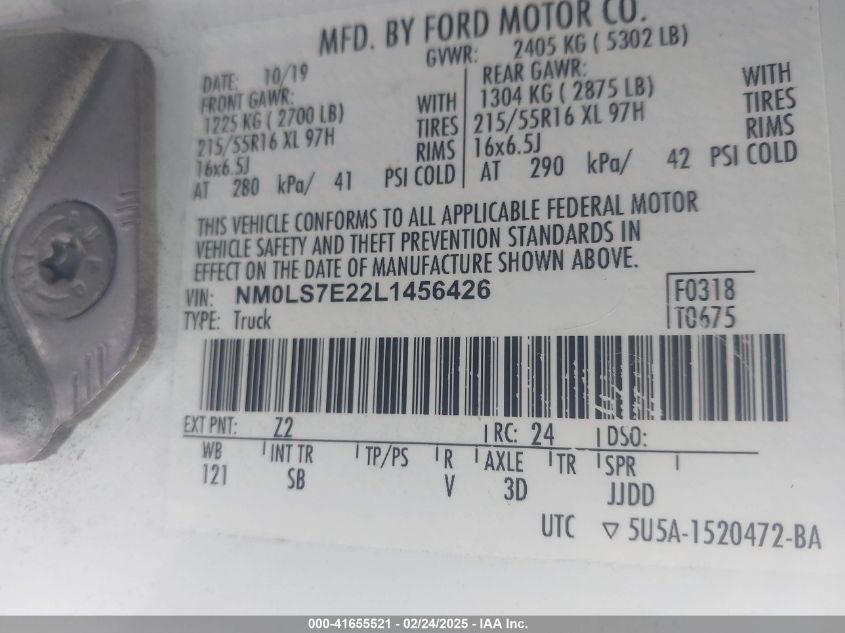 MFD. BY FORD MOTOR CO.
DATE: 10/19 GVWR: 2405 KG ( 5302 LB)
FRONT GAWR: REAR GAWR:
1225 KG ( 2700 LB) WITH 1304 KG ( 2875 LB) WITH
215/55R16 XL 97H TIRES 215/55R16 XL 97H TIRES
16x6.5J RIMS 16x6.5J RIMS
AT 280 kPa/ 41 PSI COLD AT 290 kPa/ 42 PSI COLD
THIS VEHICLE CONFORMS TO ALL APPLICABLE FEDERAL MOTOR
VEHICLE SAFETY AND THEFT PREVENTION STANDARDS IN
EFFECT ON THE DATE OF MANUFACTURE SHOWN ABOVE.
VIN: NM0LS7E22L1456426 F0318
TYPE: Truck T0675
EXT PNT: Z2 RC: 24 DSO:
WB INT TR TP/PS R AXLE TR SPR
121 SB V 3D JJDD
UTC ▽ 5U5A-1520472-BA
000-41655521 - 02/24/2025 - IAA Inc.